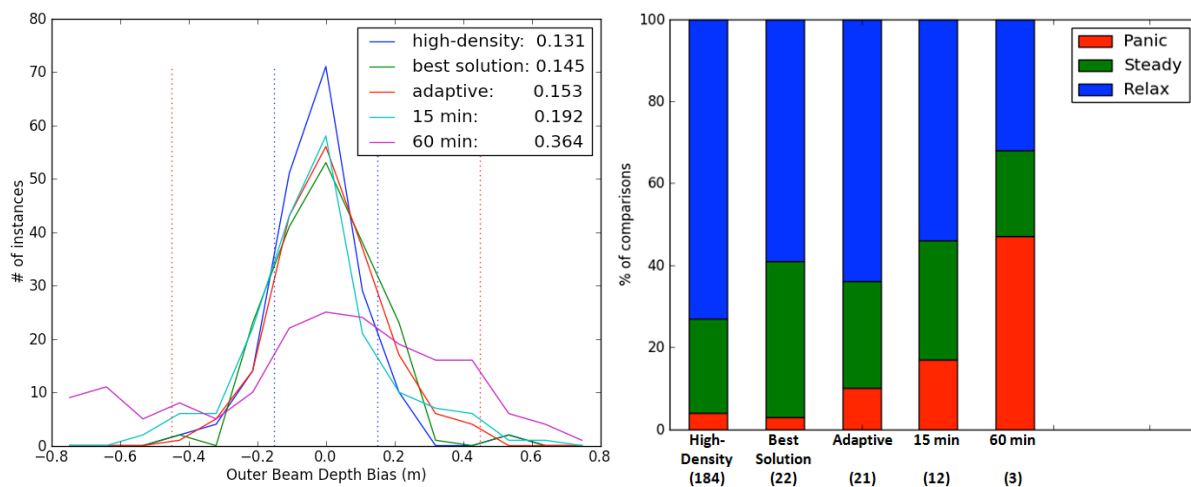 80
70
60
50
40
30
20
10
0
# of instances
high-density: 0.131
best solution: 0.145
adaptive: 0.153
15 min: 0.192
60 min: 0.364
−0.8 −0.6 −0.4 −0.2 0.0 0.2 0.4 0.6 0.8
Outer Beam Depth Bias (m)
100
80
60
40
20
0
% of comparisons
Panic
Steady
Relax
High- Best Adaptive 15 min 60 min
Density Solution
(184) (22) (21) (12) (3)